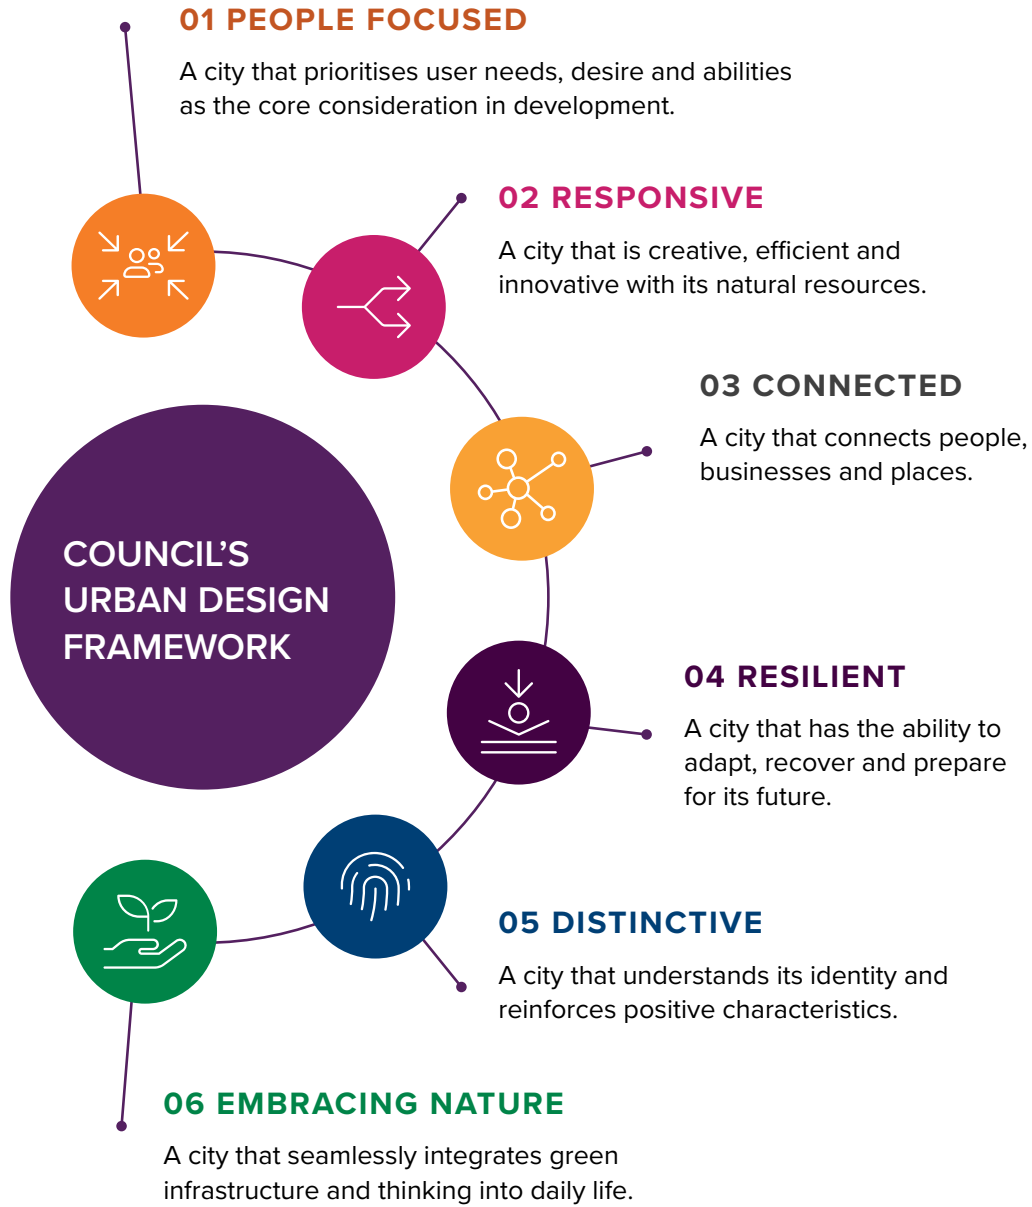 01 PEOPLE FOCUSED
A city that prioritises user needs, desire and abilities
as the core consideration in development.
02 RESPONSIVE
A city that is creative, efficient and
innovative with its natural resources.
03 CONNECTED
A city that connects people,
businesses and places.
COUNCIL’S
URBAN DESIGN
FRAMEWORK
04 RESILIENT
A city that has the ability to
adapt, recover and prepare
for its future.
05 DISTINCTIVE
A city that understands its identity and
reinforces positive characteristics.
06 EMBRACING NATURE
A city that seamlessly integrates green
infrastructure and thinking into daily life.